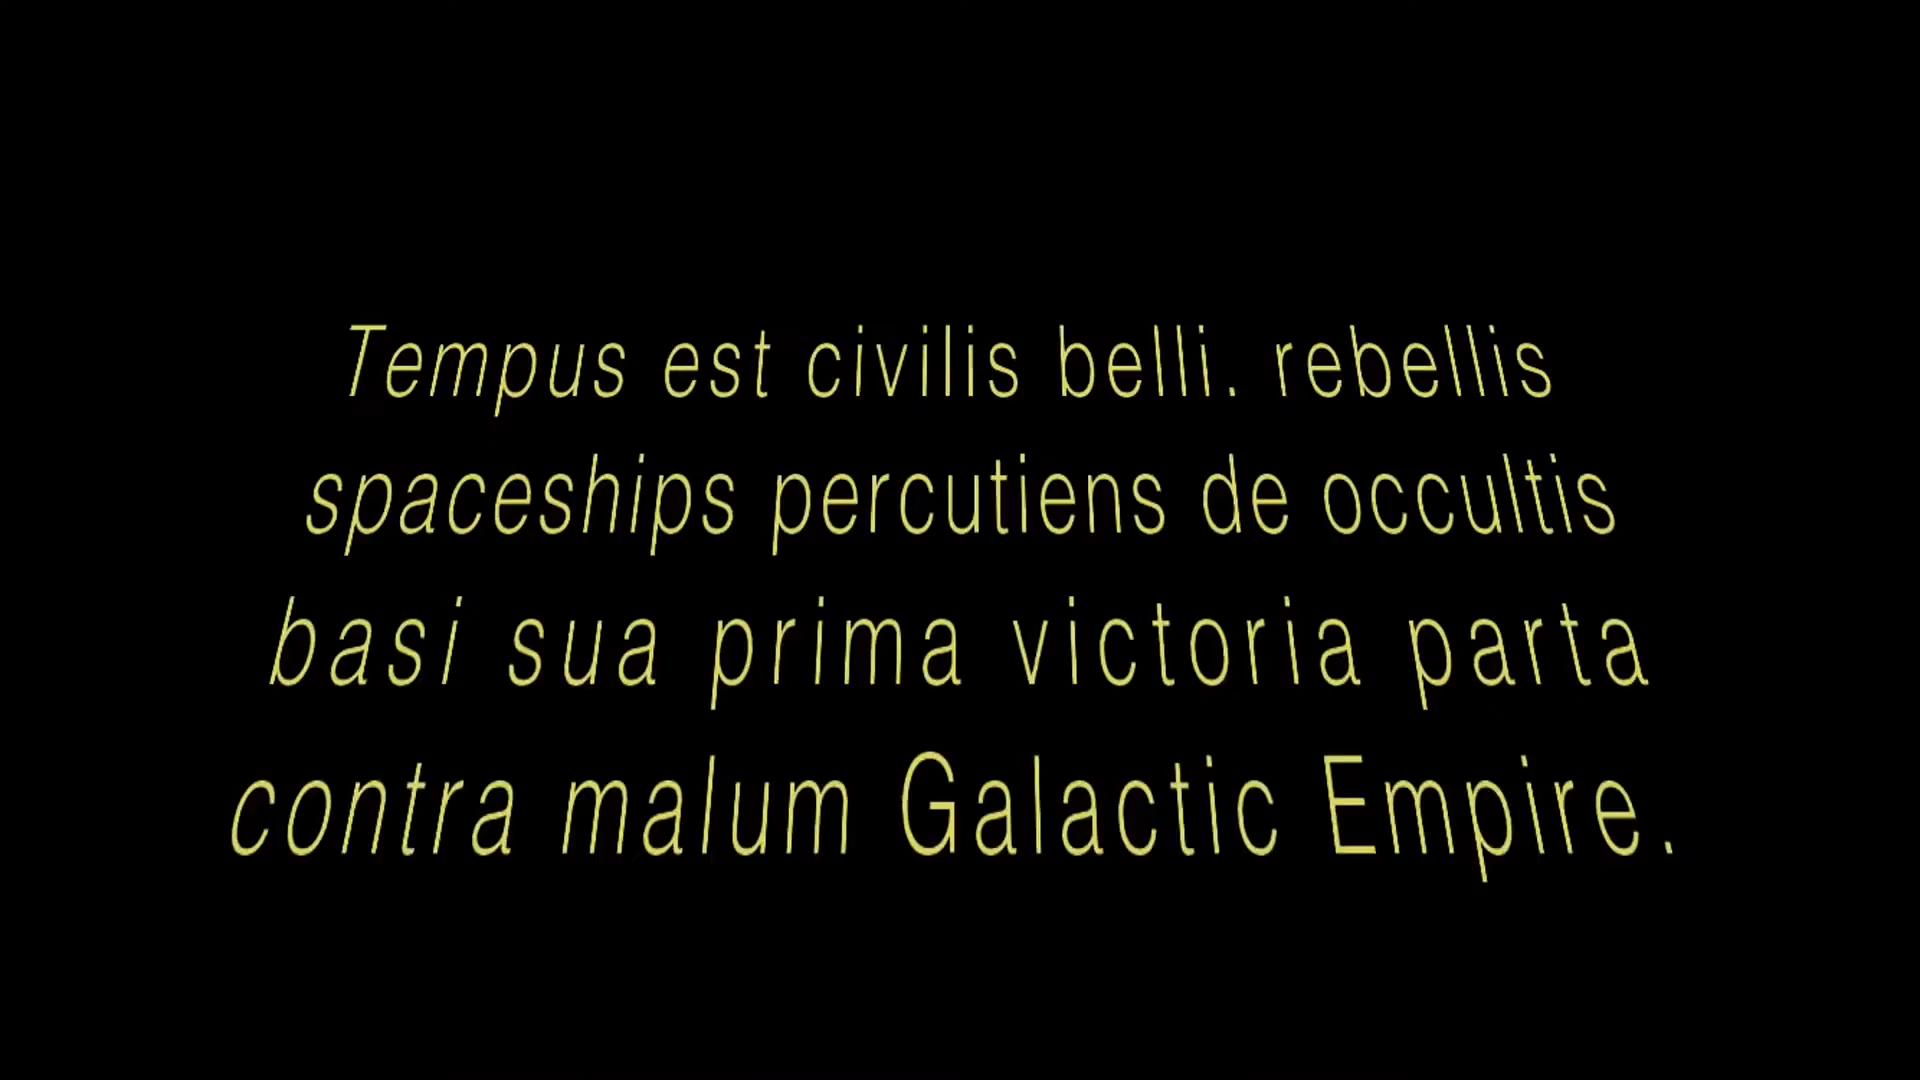 Tempus est civilis belli. rebellis
spaceships percutiens de occultis
basi sua prima victoria parta
contra malum Galactic Empire.